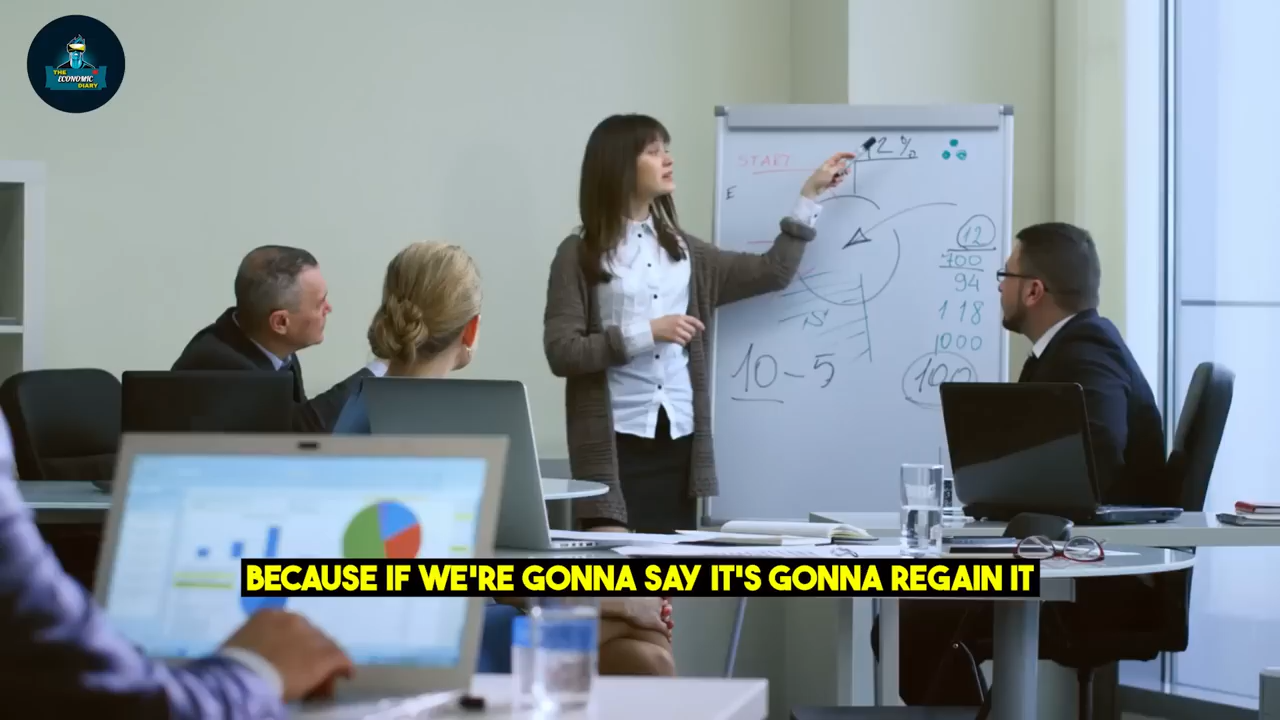 THE
ECONOMIC
DIARY
START
12%
E
12
700
94
118
1000
10-5
100
BECAUSE IF WE'RE GONNA SAY IT'S GONNA REGAIN IT